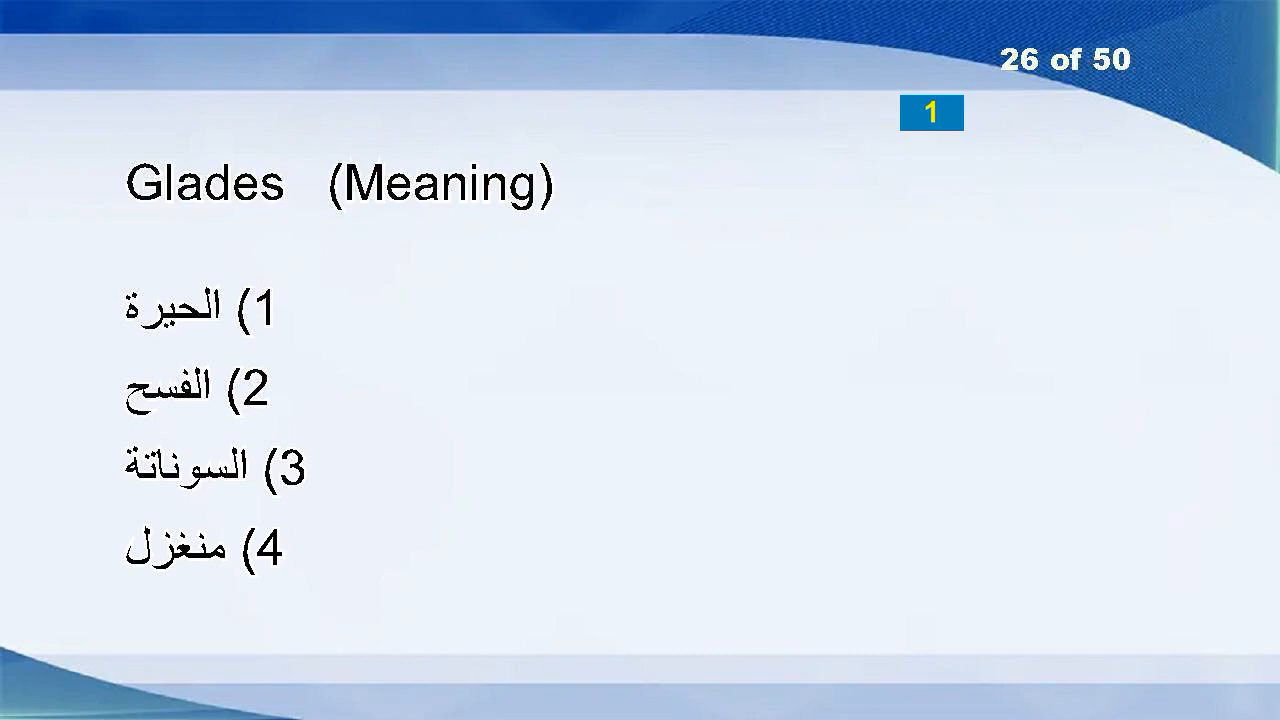 26 of 50
1
Glades (Meaning)
1) الحيرة
2) الفسح
3) السوناتة
4) منغزل